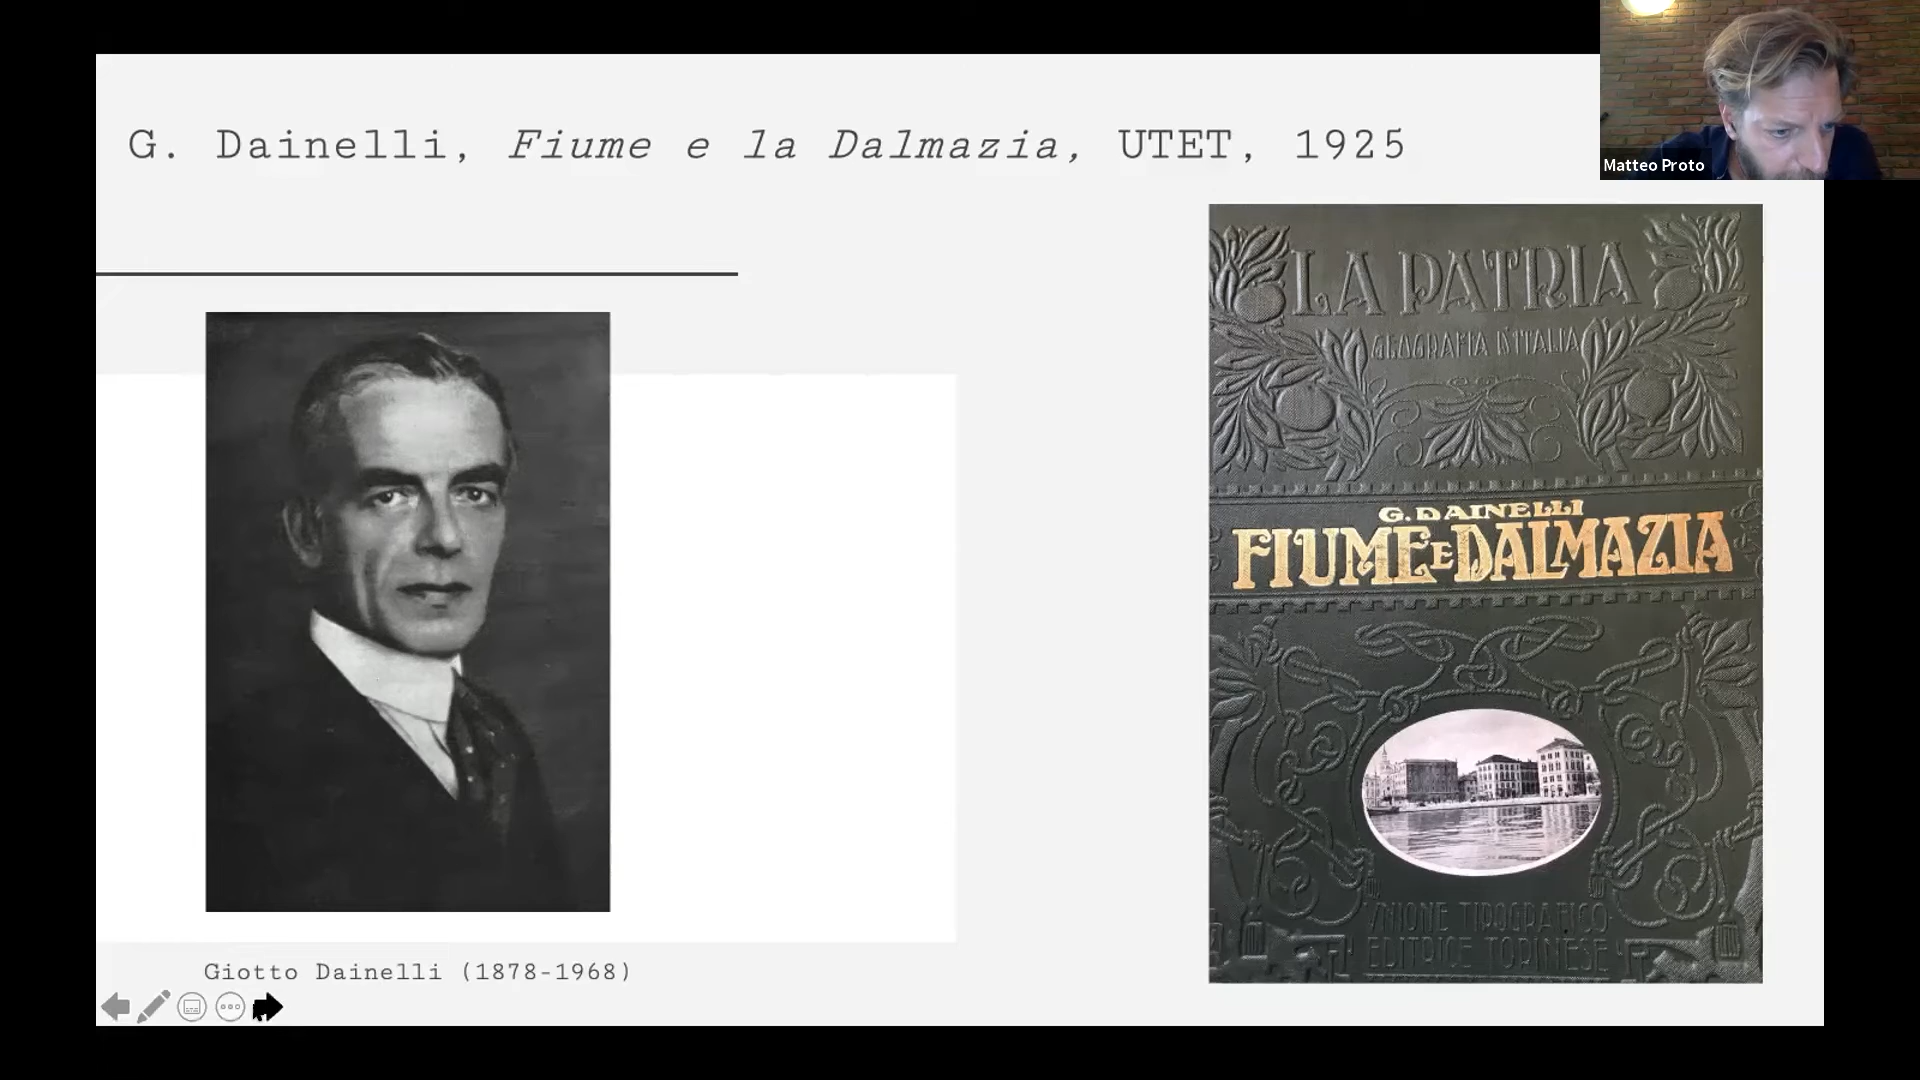 G. Dainelli, Fiume e la Dalmazia, UTET, 1925
Matteo Proto
LA PATRIA
GEOGRAFIA D'ITALIA
G. DAINELLI
FIUME E DALMAZIA
VNIONE TIPOGRAFICO
EDITRICE TORINESE
Giotto Dainelli (1878-1968)